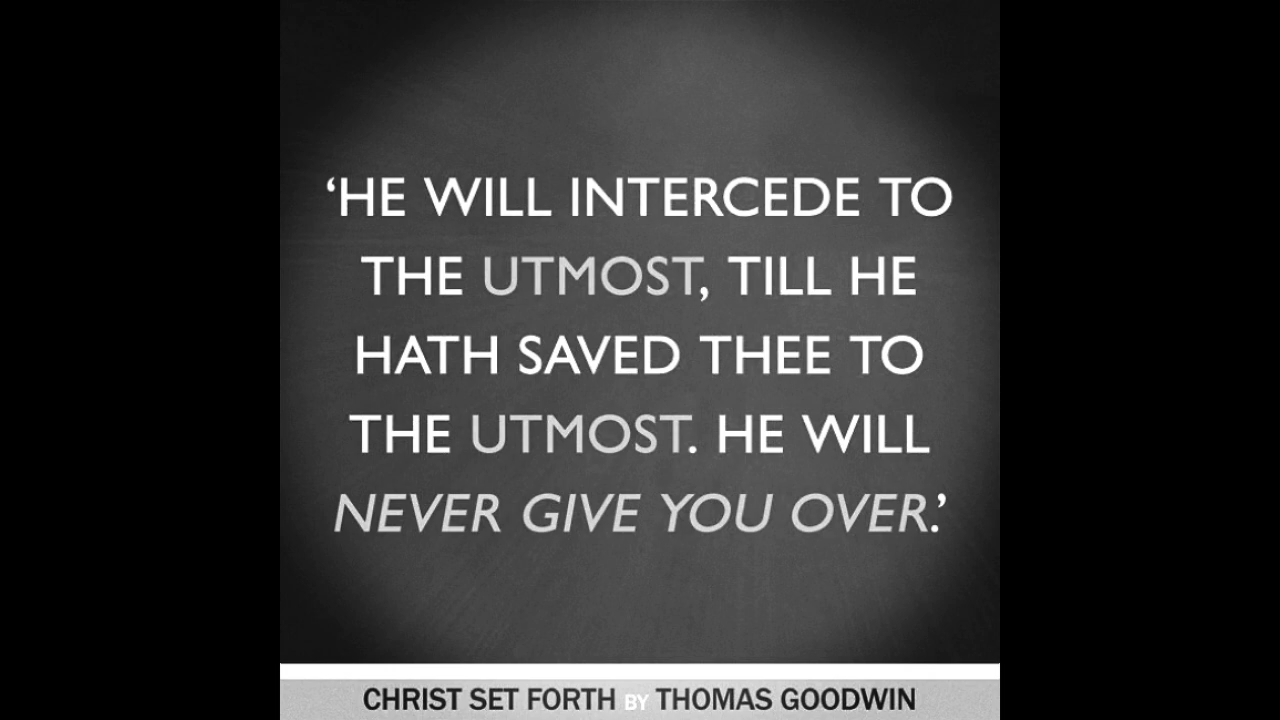 ‘HE WILL INTERCEDE TO
THE UTMOST, TILL HE
HATH SAVED THEE TO
THE UTMOST. HE WILL
NEVER GIVE YOU OVER.’
CHRIST SET FORTH BY THOMAS GOODWIN